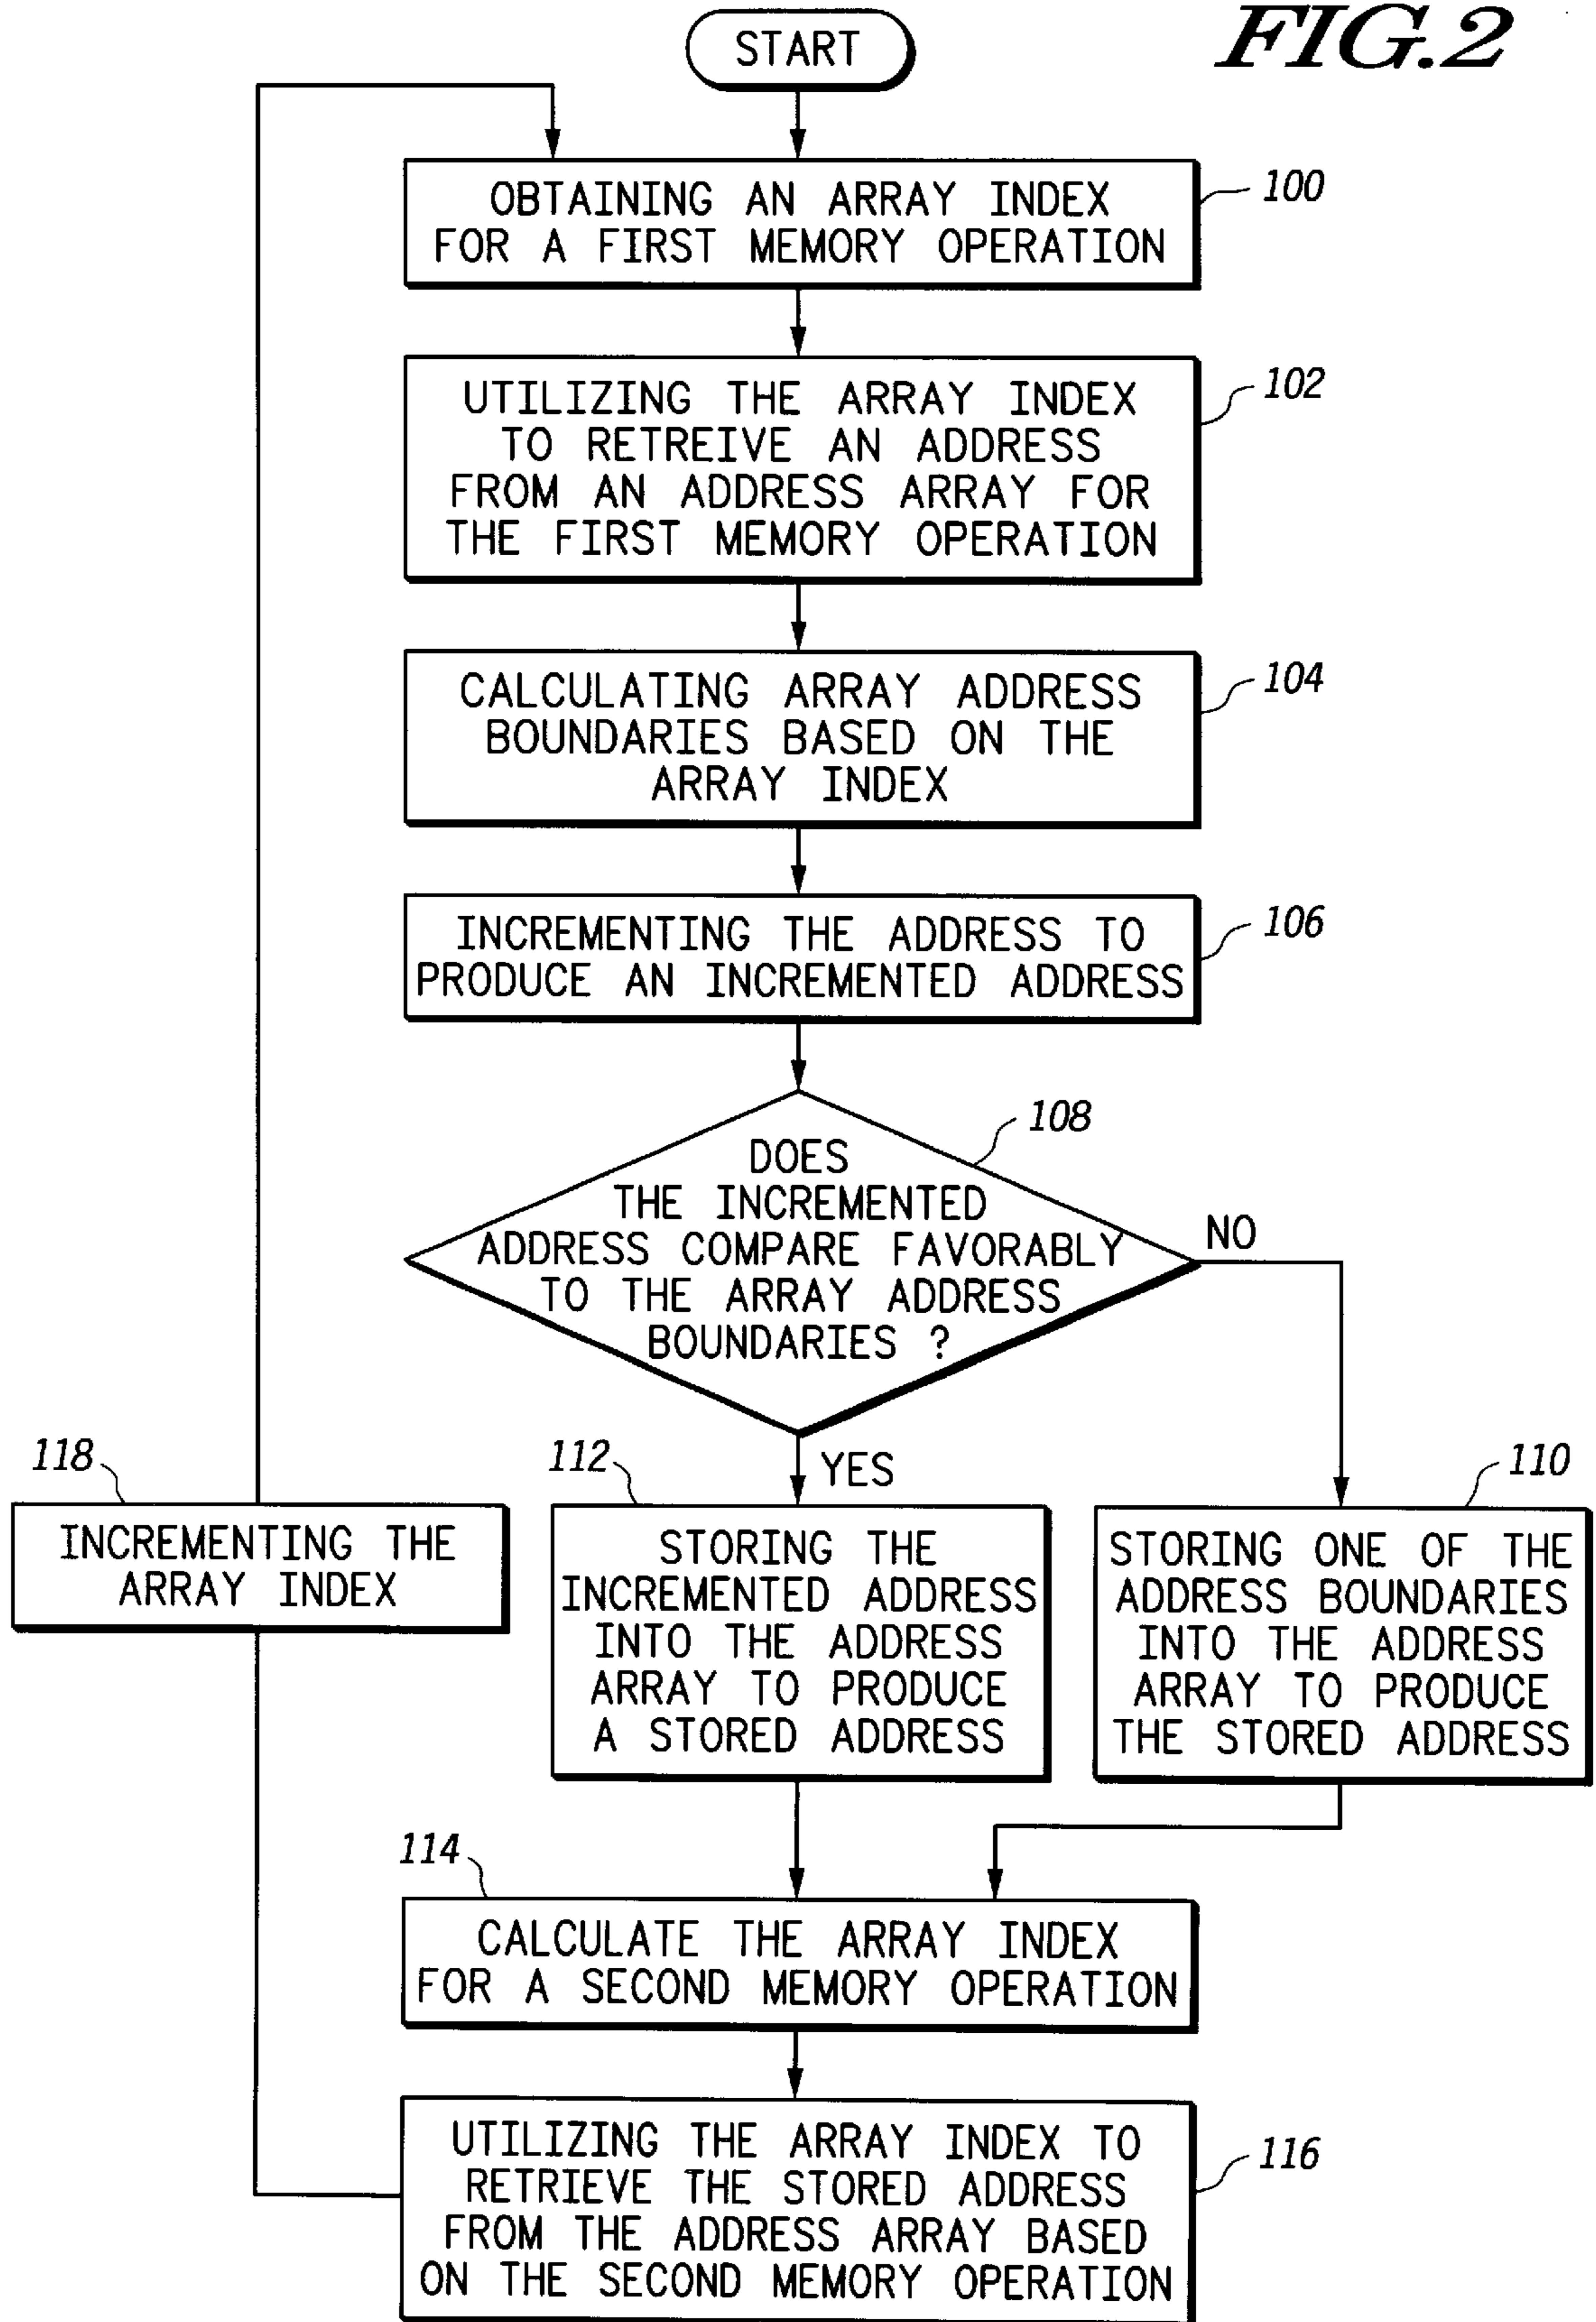 FIG.2
START
OBTAINING AN ARRAY INDEX
FOR A FIRST MEMORY OPERATION
100
UTILIZING THE ARRAY INDEX
TO RETREIVE AN ADDRESS
FROM AN ADDRESS ARRAY FOR
THE FIRST MEMORY OPERATION
102
CALCULATING ARRAY ADDRESS
BOUNDARIES BASED ON THE
ARRAY INDEX
104
INCREMENTING THE ADDRESS TO
PRODUCE AN INCREMENTED ADDRESS
106
DOES
THE INCREMENTED
ADDRESS COMPARE FAVORABLY
TO THE ARRAY ADDRESS
BOUNDARIES ?
108
NO
YES
118
INCREMENTING THE
ARRAY INDEX
112
STORING THE
INCREMENTED ADDRESS
INTO THE ADDRESS
ARRAY TO PRODUCE
A STORED ADDRESS
110
STORING ONE OF THE
ADDRESS BOUNDARIES
INTO THE ADDRESS
ARRAY TO PRODUCE
THE STORED ADDRESS
114
CALCULATE THE ARRAY INDEX
FOR A SECOND MEMORY OPERATION
UTILIZING THE ARRAY INDEX TO
RETRIEVE THE STORED ADDRESS
FROM THE ADDRESS ARRAY BASED
ON THE SECOND MEMORY OPERATION
116